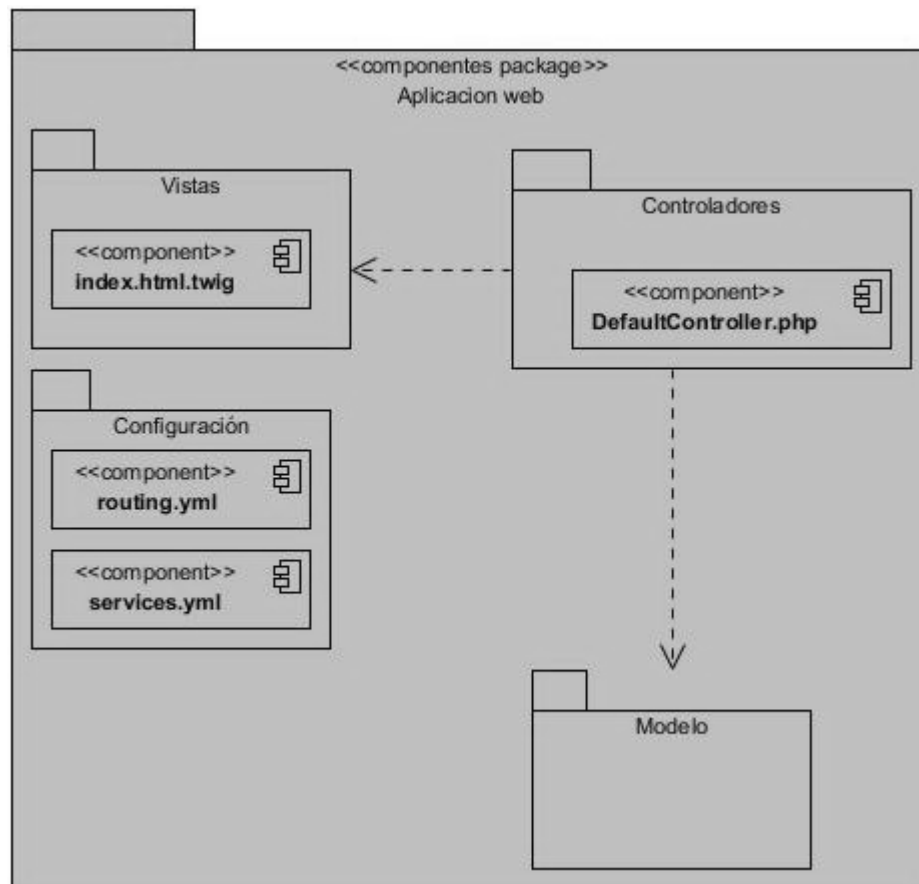 <<componentes package>>
Aplicacion web
Vistas
<<component>>
index.html.twig
Controladores
<<component>>
DefaultController.php
Configuración
<<component>>
routing.yml
<<component>>
services.yml
Modelo